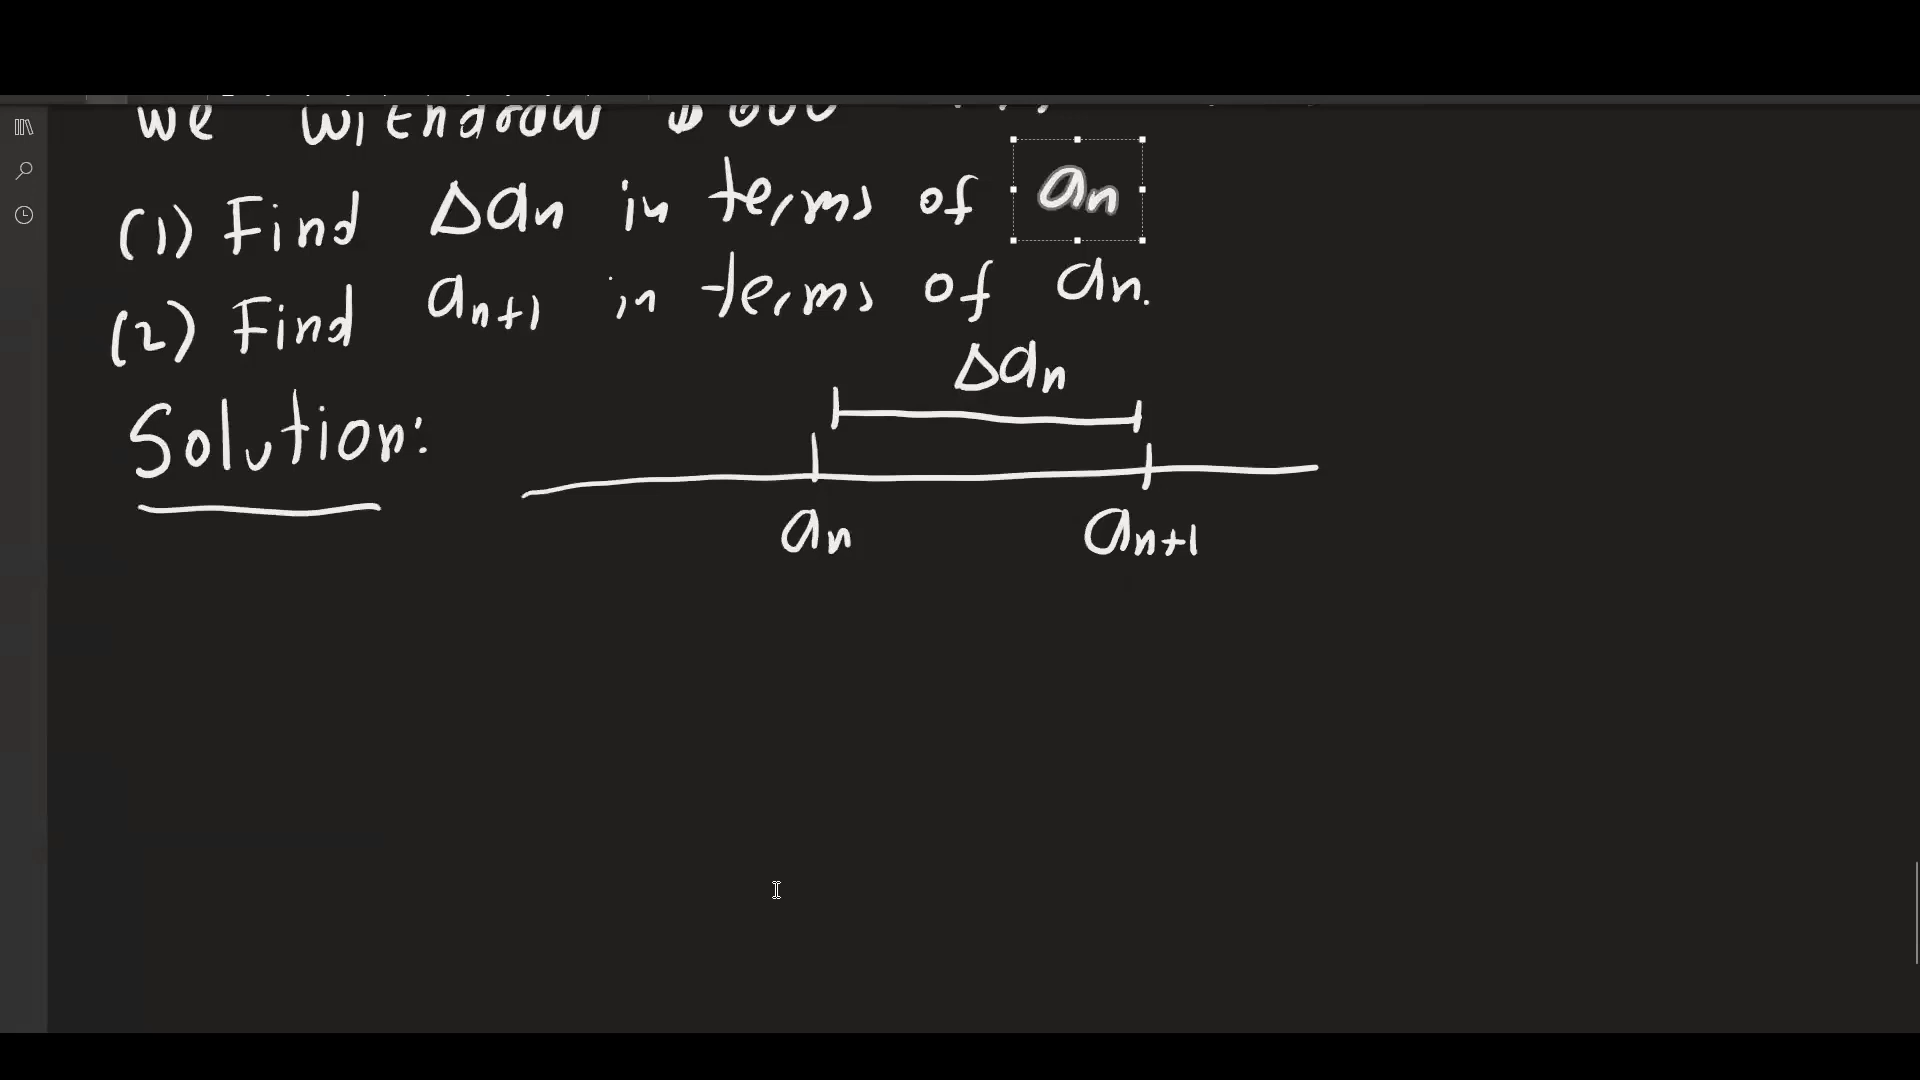 we withdraw
(1) Find Δan in terms of an
(2) Find an+1 in terms of an.
Δan
Solution:
an an+1